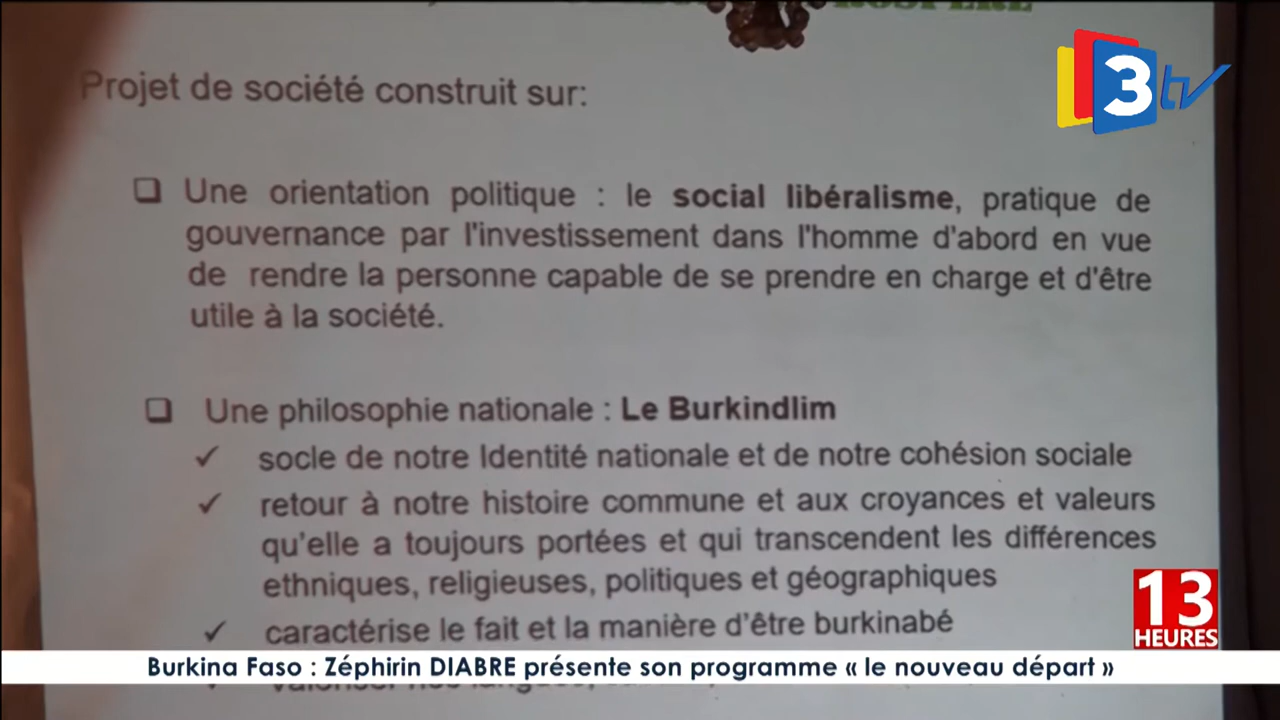 3tv
Projet de société construit sur:
❑ Une orientation politique : le social libéralisme, pratique de
gouvernance par l'investissement dans l'homme d'abord en vue
de rendre la personne capable de se prendre en charge et d'être
utile à la société.
❑ Une philosophie nationale : Le Burkindlim
✓ socle de notre Identité nationale et de notre cohésion sociale
✓ retour à notre histoire commune et aux croyances et valeurs
qu'elle a toujours portées et qui transcendent les différences
ethniques, religieuses, politiques et géographiques
✓ caractérise le fait et la manière d'être burkinabé
13
HEURES
Burkina Faso : Zéphirin DIABRE présente son programme « le nouveau départ »